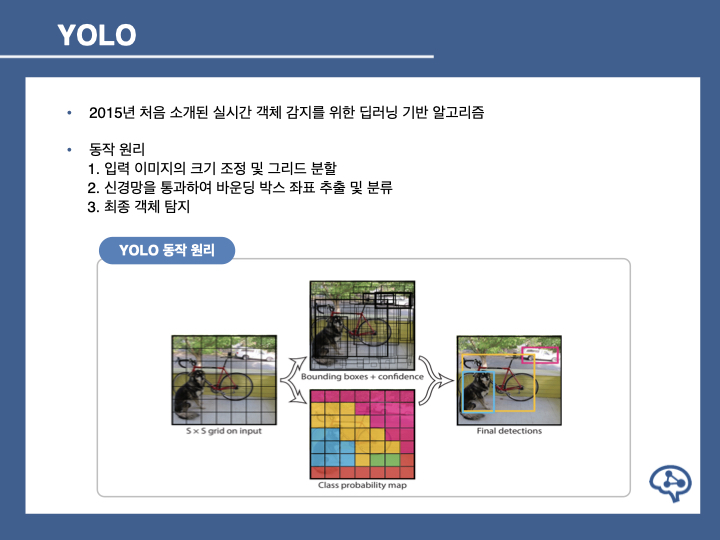 YOLO
• 2015년 처음 소개된 실시간 객체 감지를 위한 딥러닝 기반 알고리즘
• 동작 원리
1. 입력 이미지의 크기 조정 및 그리드 분할
2. 신경망을 통과하여 바운딩 박스 좌표 추출 및 분류
3. 최종 객체 탐지
YOLO 동작 원리
Bounding boxes + confidence
S × S grid on input
Final detections
Class probability map